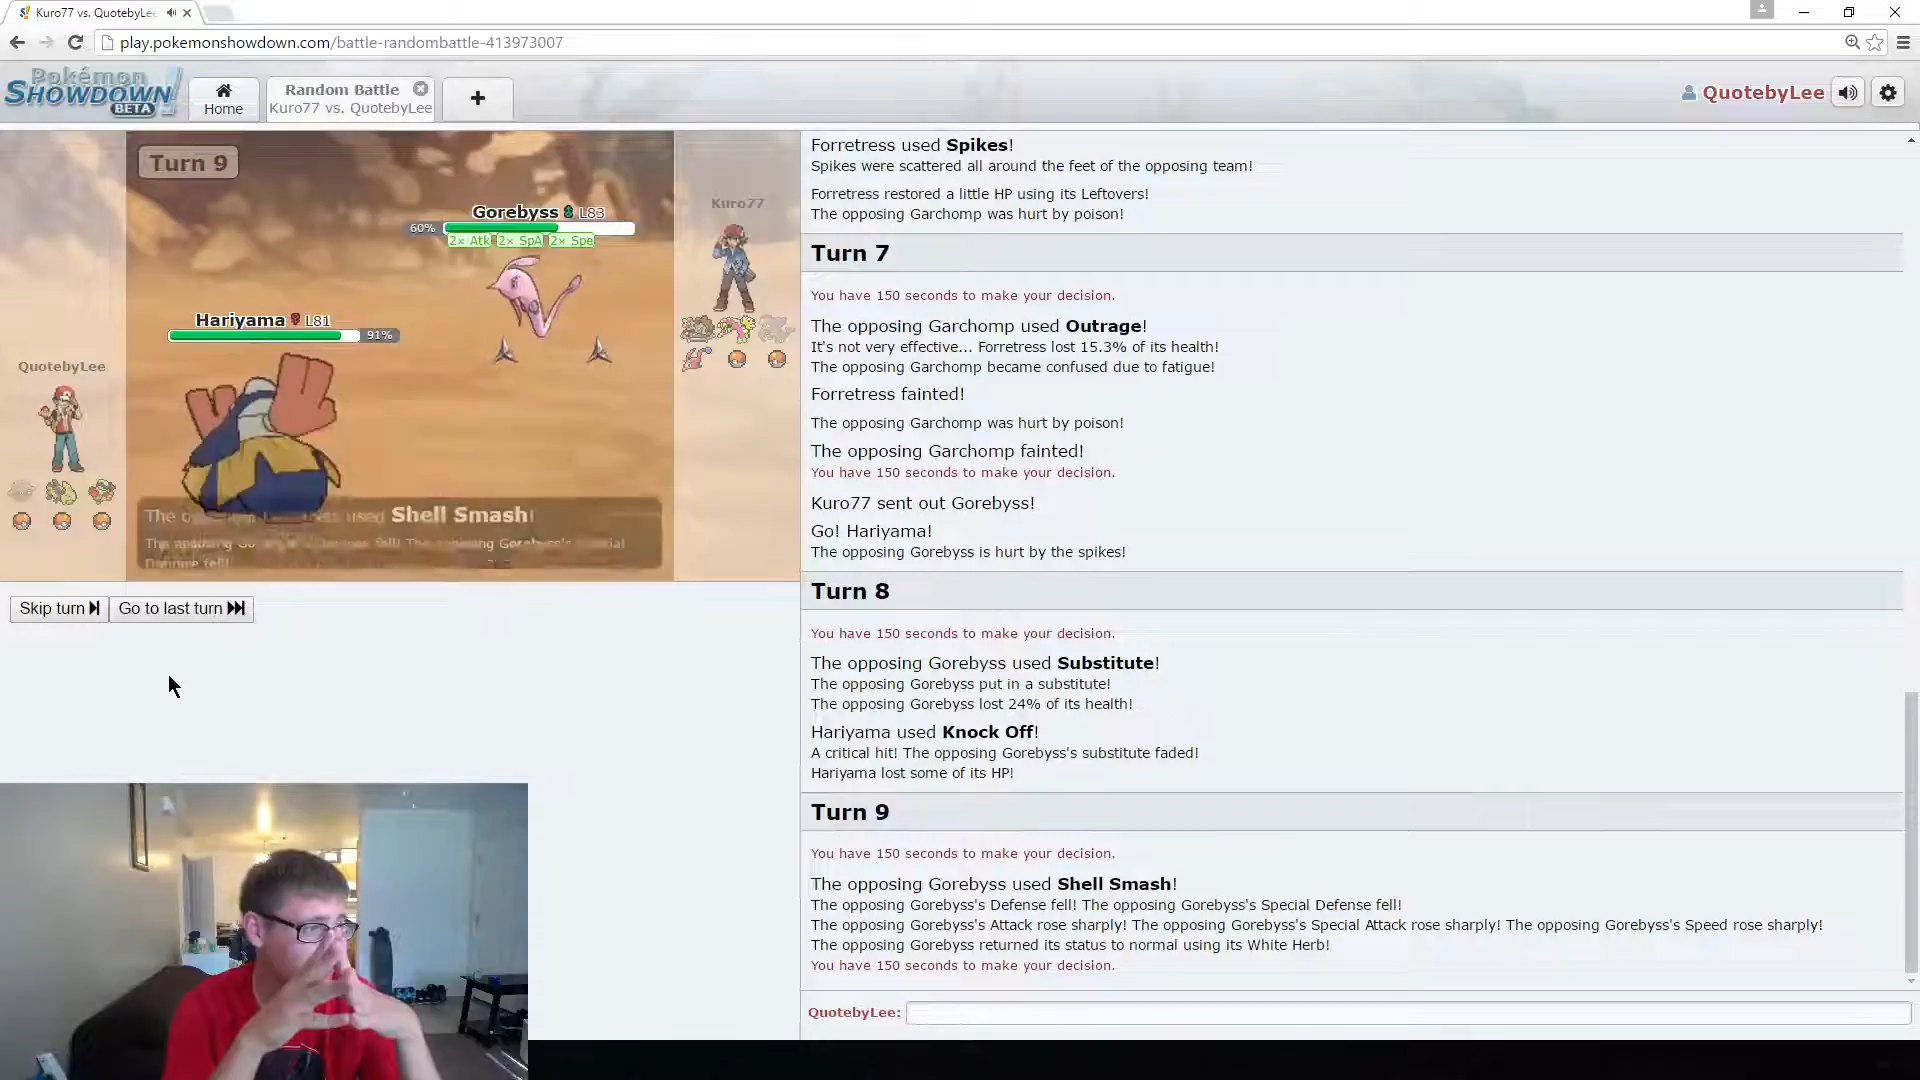 Kuro77 vs. QuotebyLee
play.pokemonshowdown.com/battle-randombattle-413973007
Pokémon
SHOWDOWN!
BETA
Home
Random Battle
Kuro77 vs. QuotebyLee
+
QuotebyLee
Turn 9
Gorebyss L83
60%
2× Atk 2× SpA 2× Spe
Kuro77
Hariyama L81
91%
QuotebyLee
used Shell Smash!
Skip turn
Go to last turn
Forretress used Spikes!
Spikes were scattered all around the feet of the opposing team!
Forretress restored a little HP using its Leftovers!
The opposing Garchomp was hurt by poison!
Turn 7
You have 150 seconds to make your decision.
The opposing Garchomp used Outrage!
It's not very effective... Forretress lost 15.3% of its health!
The opposing Garchomp became confused due to fatigue!
Forretress fainted!
The opposing Garchomp was hurt by poison!
The opposing Garchomp fainted!
You have 150 seconds to make your decision.
Kuro77 sent out Gorebyss!
Go! Hariyama!
The opposing Gorebyss is hurt by the spikes!
Turn 8
You have 150 seconds to make your decision.
The opposing Gorebyss used Substitute!
The opposing Gorebyss put in a substitute!
The opposing Gorebyss lost 24% of its health!
Hariyama used Knock Off!
A critical hit! The opposing Gorebyss's substitute faded!
Hariyama lost some of its HP!
Turn 9
You have 150 seconds to make your decision.
The opposing Gorebyss used Shell Smash!
The opposing Gorebyss's Defense fell! The opposing Gorebyss's Special Defense fell!
The opposing Gorebyss's Attack rose sharply! The opposing Gorebyss's Special Attack rose sharply! The opposing Gorebyss's Speed rose sharply!
The opposing Gorebyss returned its status to normal using its White Herb!
You have 150 seconds to make your decision.
QuotebyLee: